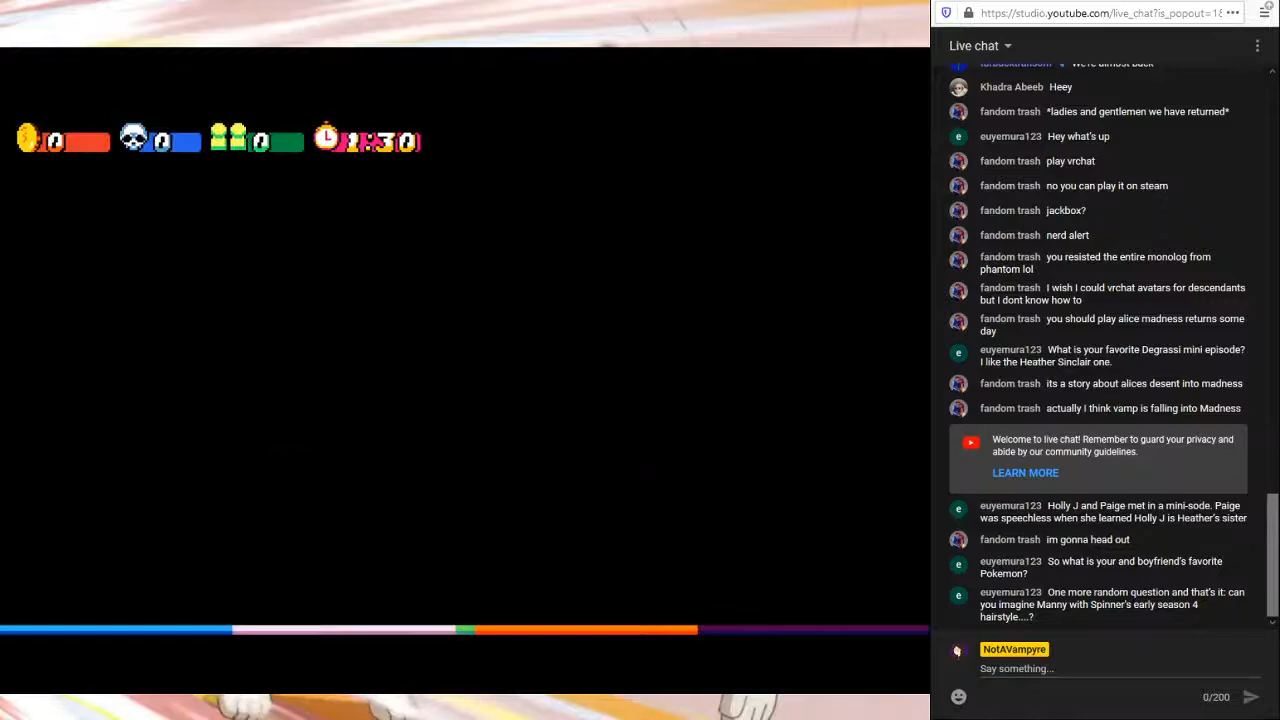 0 0 0 1:30
https://studio.youtube.com/live_chat?is_popout=1&
Live chat
We're almost back
Khadra Abeeb Heey
fandom trash *ladies and gentlemen we have returned*
euyemura123 Hey what's up
fandom trash play vrchat
fandom trash no you can play it on steam
fandom trash jackbox?
fandom trash nerd alert
fandom trash you resisted the entire monolog from
phantom lol
fandom trash I wish I could vrchat avatars for descendants
but I dont know how to
fandom trash you should play alice madness returns some
day
e euyemura123 What is your favorite Degrassi mini episode?
I like the Heather Sinclair one.
fandom trash its a story about alices desent into madness
fandom trash actually I think vamp is falling into Madness
Welcome to live chat! Remember to guard your privacy and
abide by our community guidelines.
LEARN MORE
e euyemura123 Holly J and Paige met in a mini-sode. Paige
was speechless when she learned Holly J is Heather's sister
fandom trash im gonna head out
e euyemura123 So what is your and boyfriend's favorite
Pokemon?
e euyemura123 One more random question and that's it: can
you imagine Manny with Spinner's early season 4
hairstyle....?
NotAVampyre
Say something...
0/200